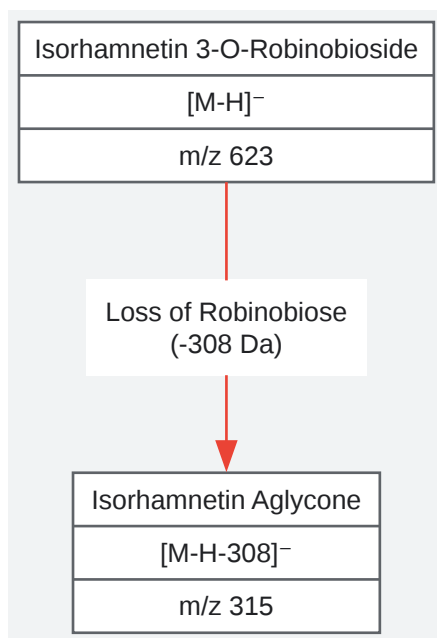 Isorhamnetin 3-O-Robinobioside
[M-H]⁻
m/z 623
Loss of Robinobiose
(-308 Da)
Isorhamnetin Aglycone
[M-H-308]⁻
m/z 315